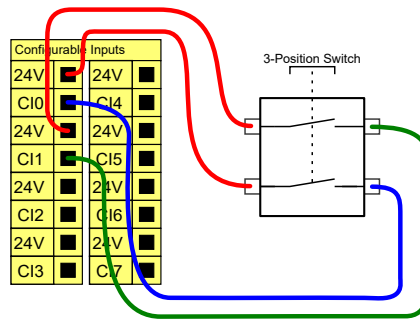 Configurable Inputs
3-Position Switch
24V 24V
CI0 CI4
24V 24V
CI1 CI5
24V 24V
CI2 CI6
24V 24V
CI3 CI7